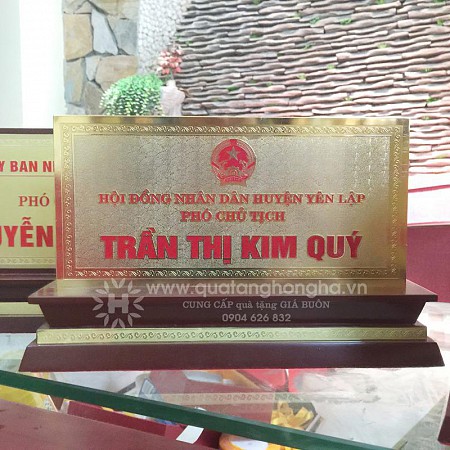 Y BAN N
PHÓ
UYỄN
HỘI ĐỒNG NHÂN DÂN HUYỆN YÊN LẬP
PHÓ CHỦ TỊCH
TRẦN THỊ KIM QUÝ
www.quatanghongha.vn
CUNG CẤP quà tặng GIÁ BUÔN
0904 626 832